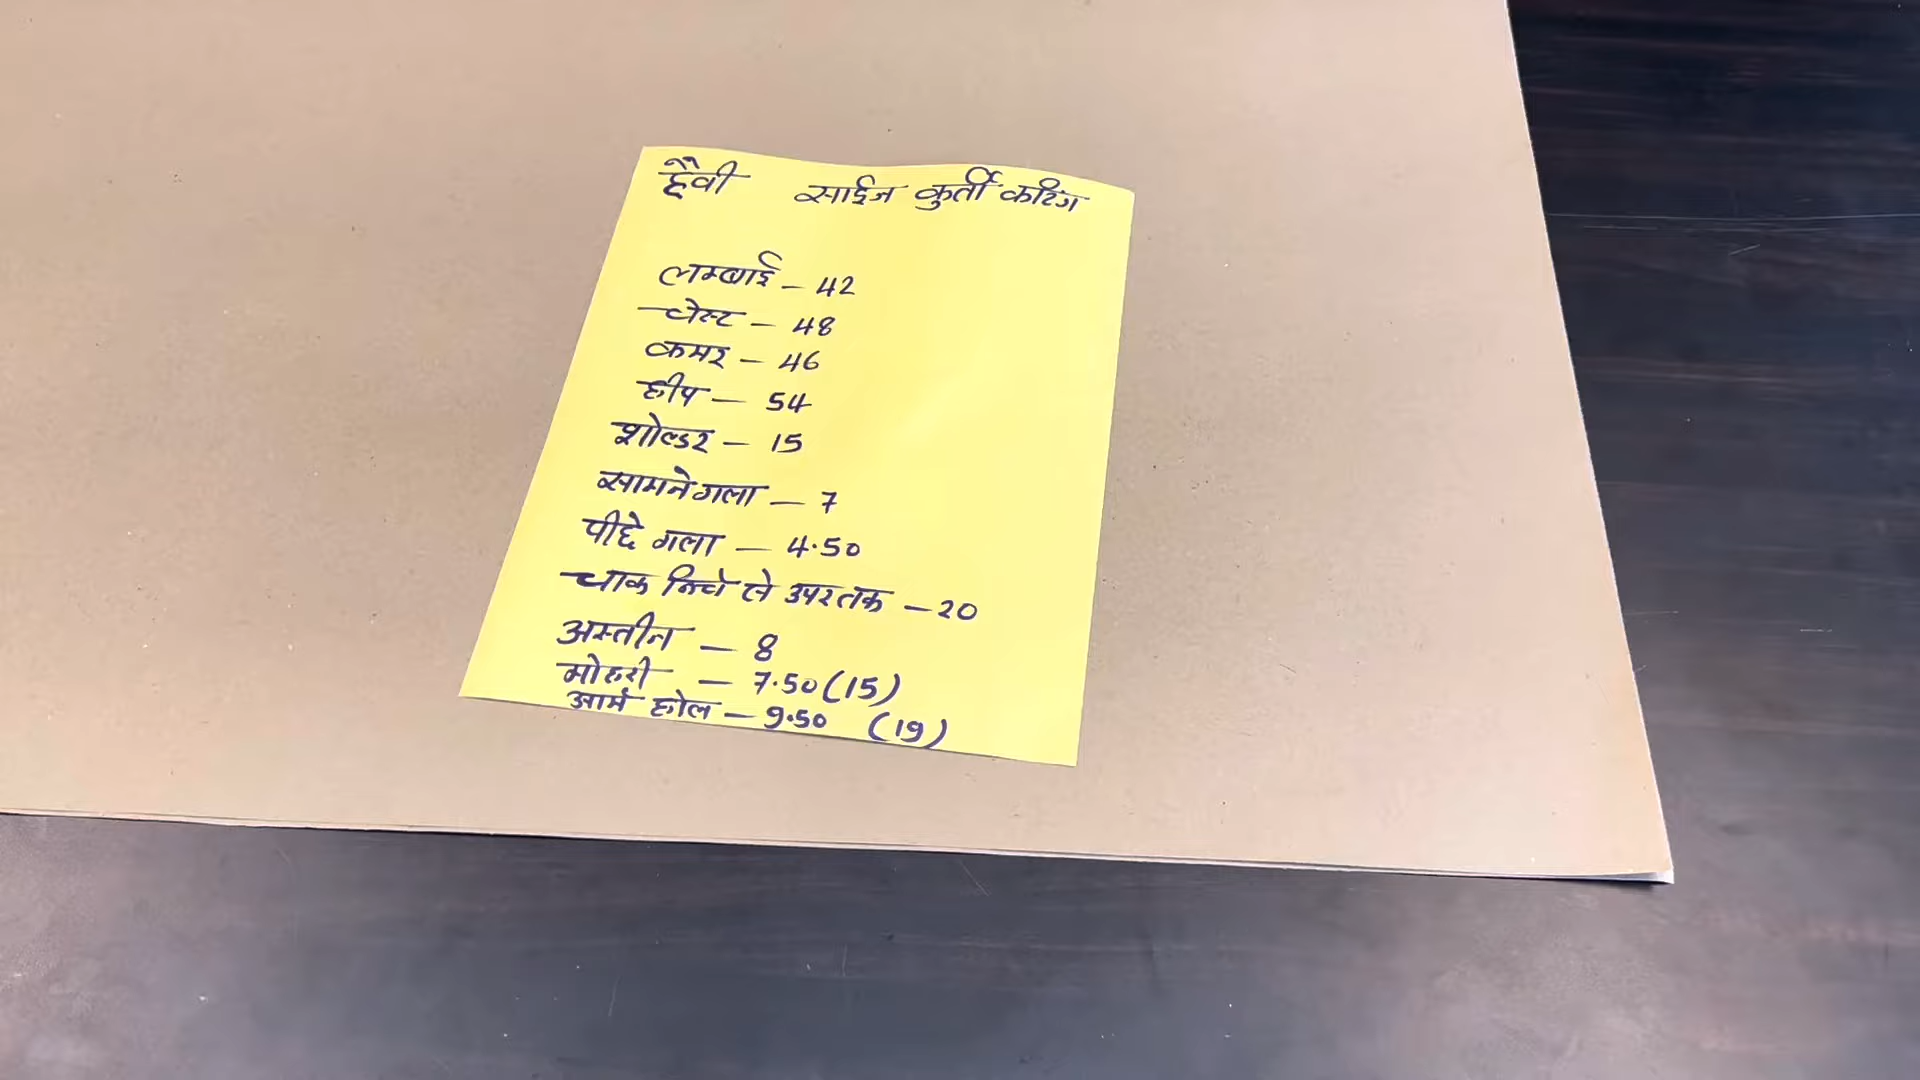 हैवी साईज कुर्ती कटिंग
लम्बाई - 42
चेस्ट - 48
कमर - 46
हीप - 54
शोल्डर - 15
सामने गला - 7
पीछे गला - 4.50
चाक निचे से उपर तक - 20
अस्तीन - 8
मोहरी - 7.50 (15)
आर्म होल - 9.50 (19)